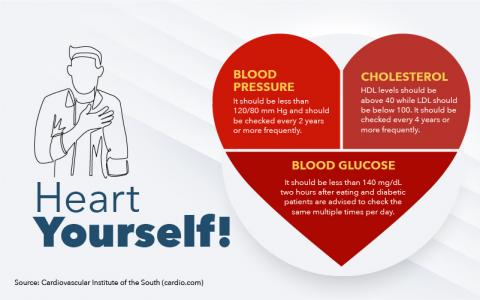 BLOOD
PRESSURE
It should be less than
120/80 mm Hg and should
be checked every 2 years
or more frequently.
CHOLESTEROL
HDL levels should be
above 40 while LDL should
be below 100. It should be
checked every 4 years or
more frequently.
BLOOD GLUCOSE
It should be less than 140 mg/dL
two hours after eating and diabetic
patients are advised to check the
same multiple times per day.
Heart
Yourself!
Source: Cardiovascular Institute of the South (cardio.com)